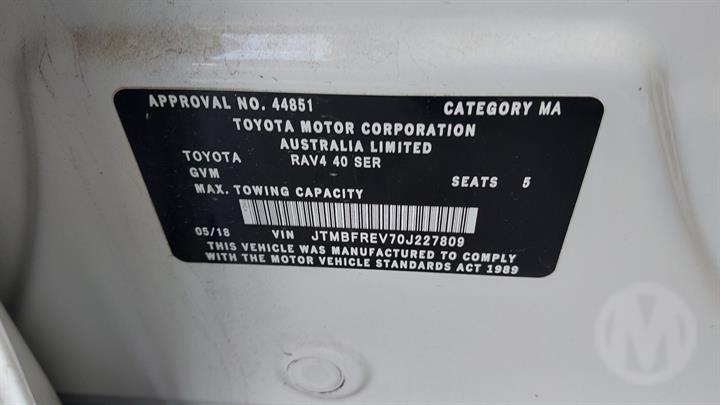 APPROVAL NO. 44851 CATEGORY MA
TOYOTA MOTOR CORPORATION
AUSTRALIA LIMITED
TOYOTA RAV4 40 SER
GVM SEATS 5
MAX. TOWING CAPACITY
05/18 VIN JTMBFREV70J227809
THIS VEHICLE WAS MANUFACTURED TO COMPLY
WITH THE MOTOR VEHICLE STANDARDS ACT 1989
M